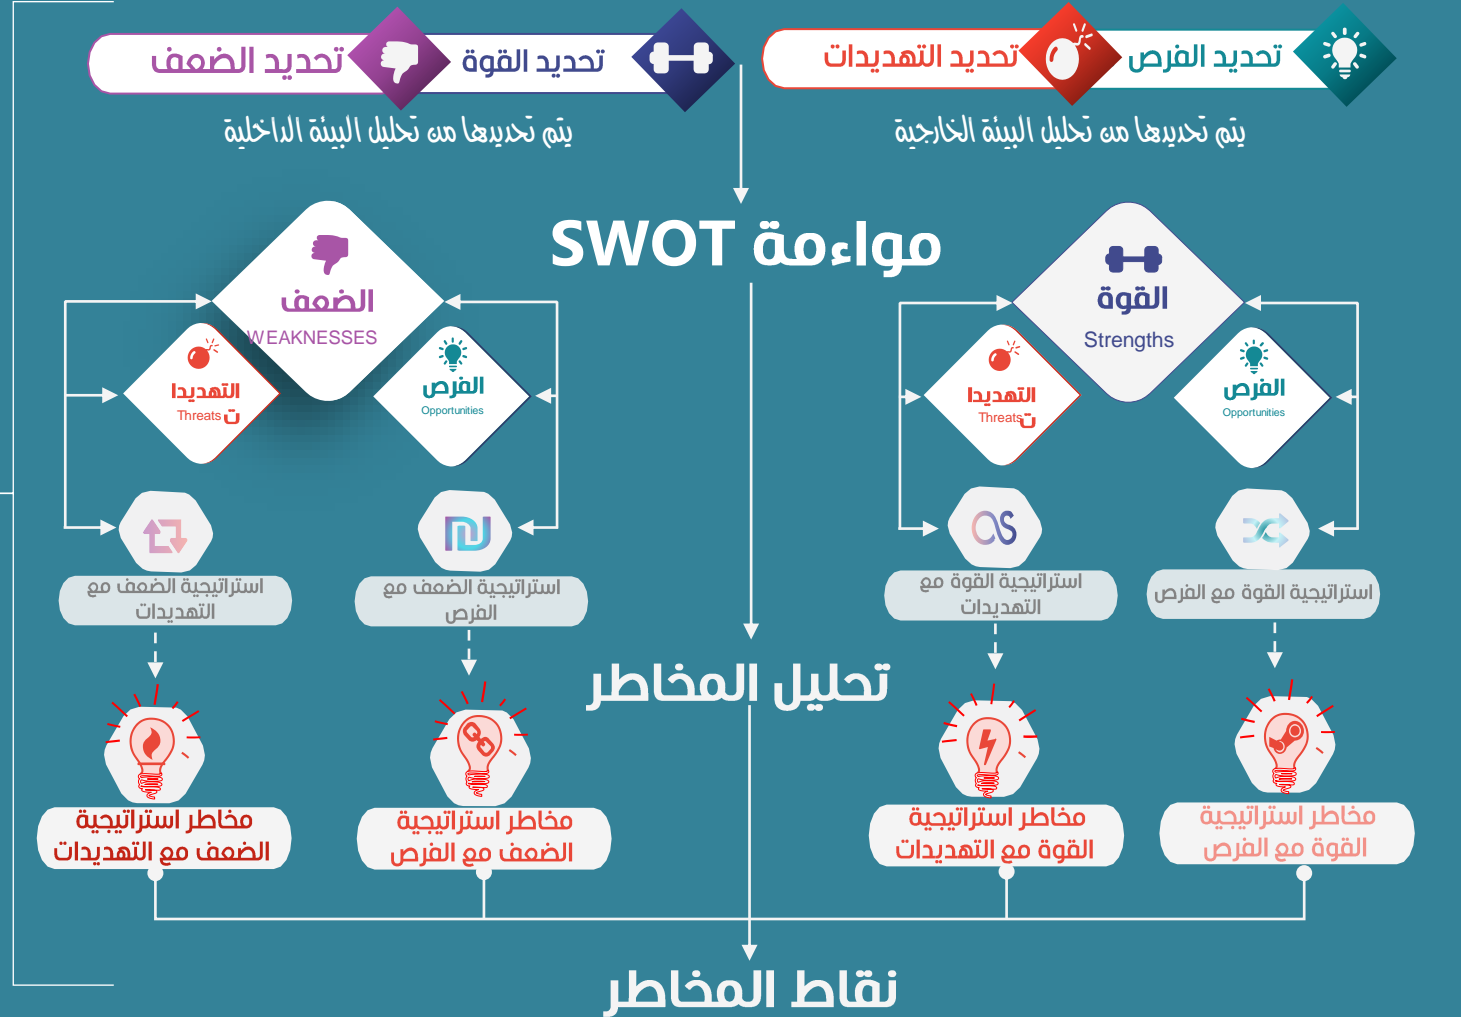 تحديد الفرص
تحديد التهديدات
تحديد القوة
تحديد الضعف
يتم تحديدها من تحليل البيئة الخارجية
يتم تحديدها من تحليل البيئة الداخلية
مواءمة SWOT
القوة
Strengths
الفرص
Opportunities
التهديدا
ت
Threats
الضعف
WEAKNESSES
الفرص
Opportunities
التهديدا
ت
Threats
استراتيجية القوة مع الفرص
استراتيجية القوة مع
التهديدات
استراتيجية الضعف مع
الفرص
استراتيجية الضعف مع
التهديدات
تحليل المخاطر
مخاطر استراتيجية
القوة مع الفرص
مخاطر استراتيجية
القوة مع التهديدات
مخاطر استراتيجية
الضعف مع الفرص
مخاطر استراتيجية
الضعف مع التهديدات
نقاط المخاطر